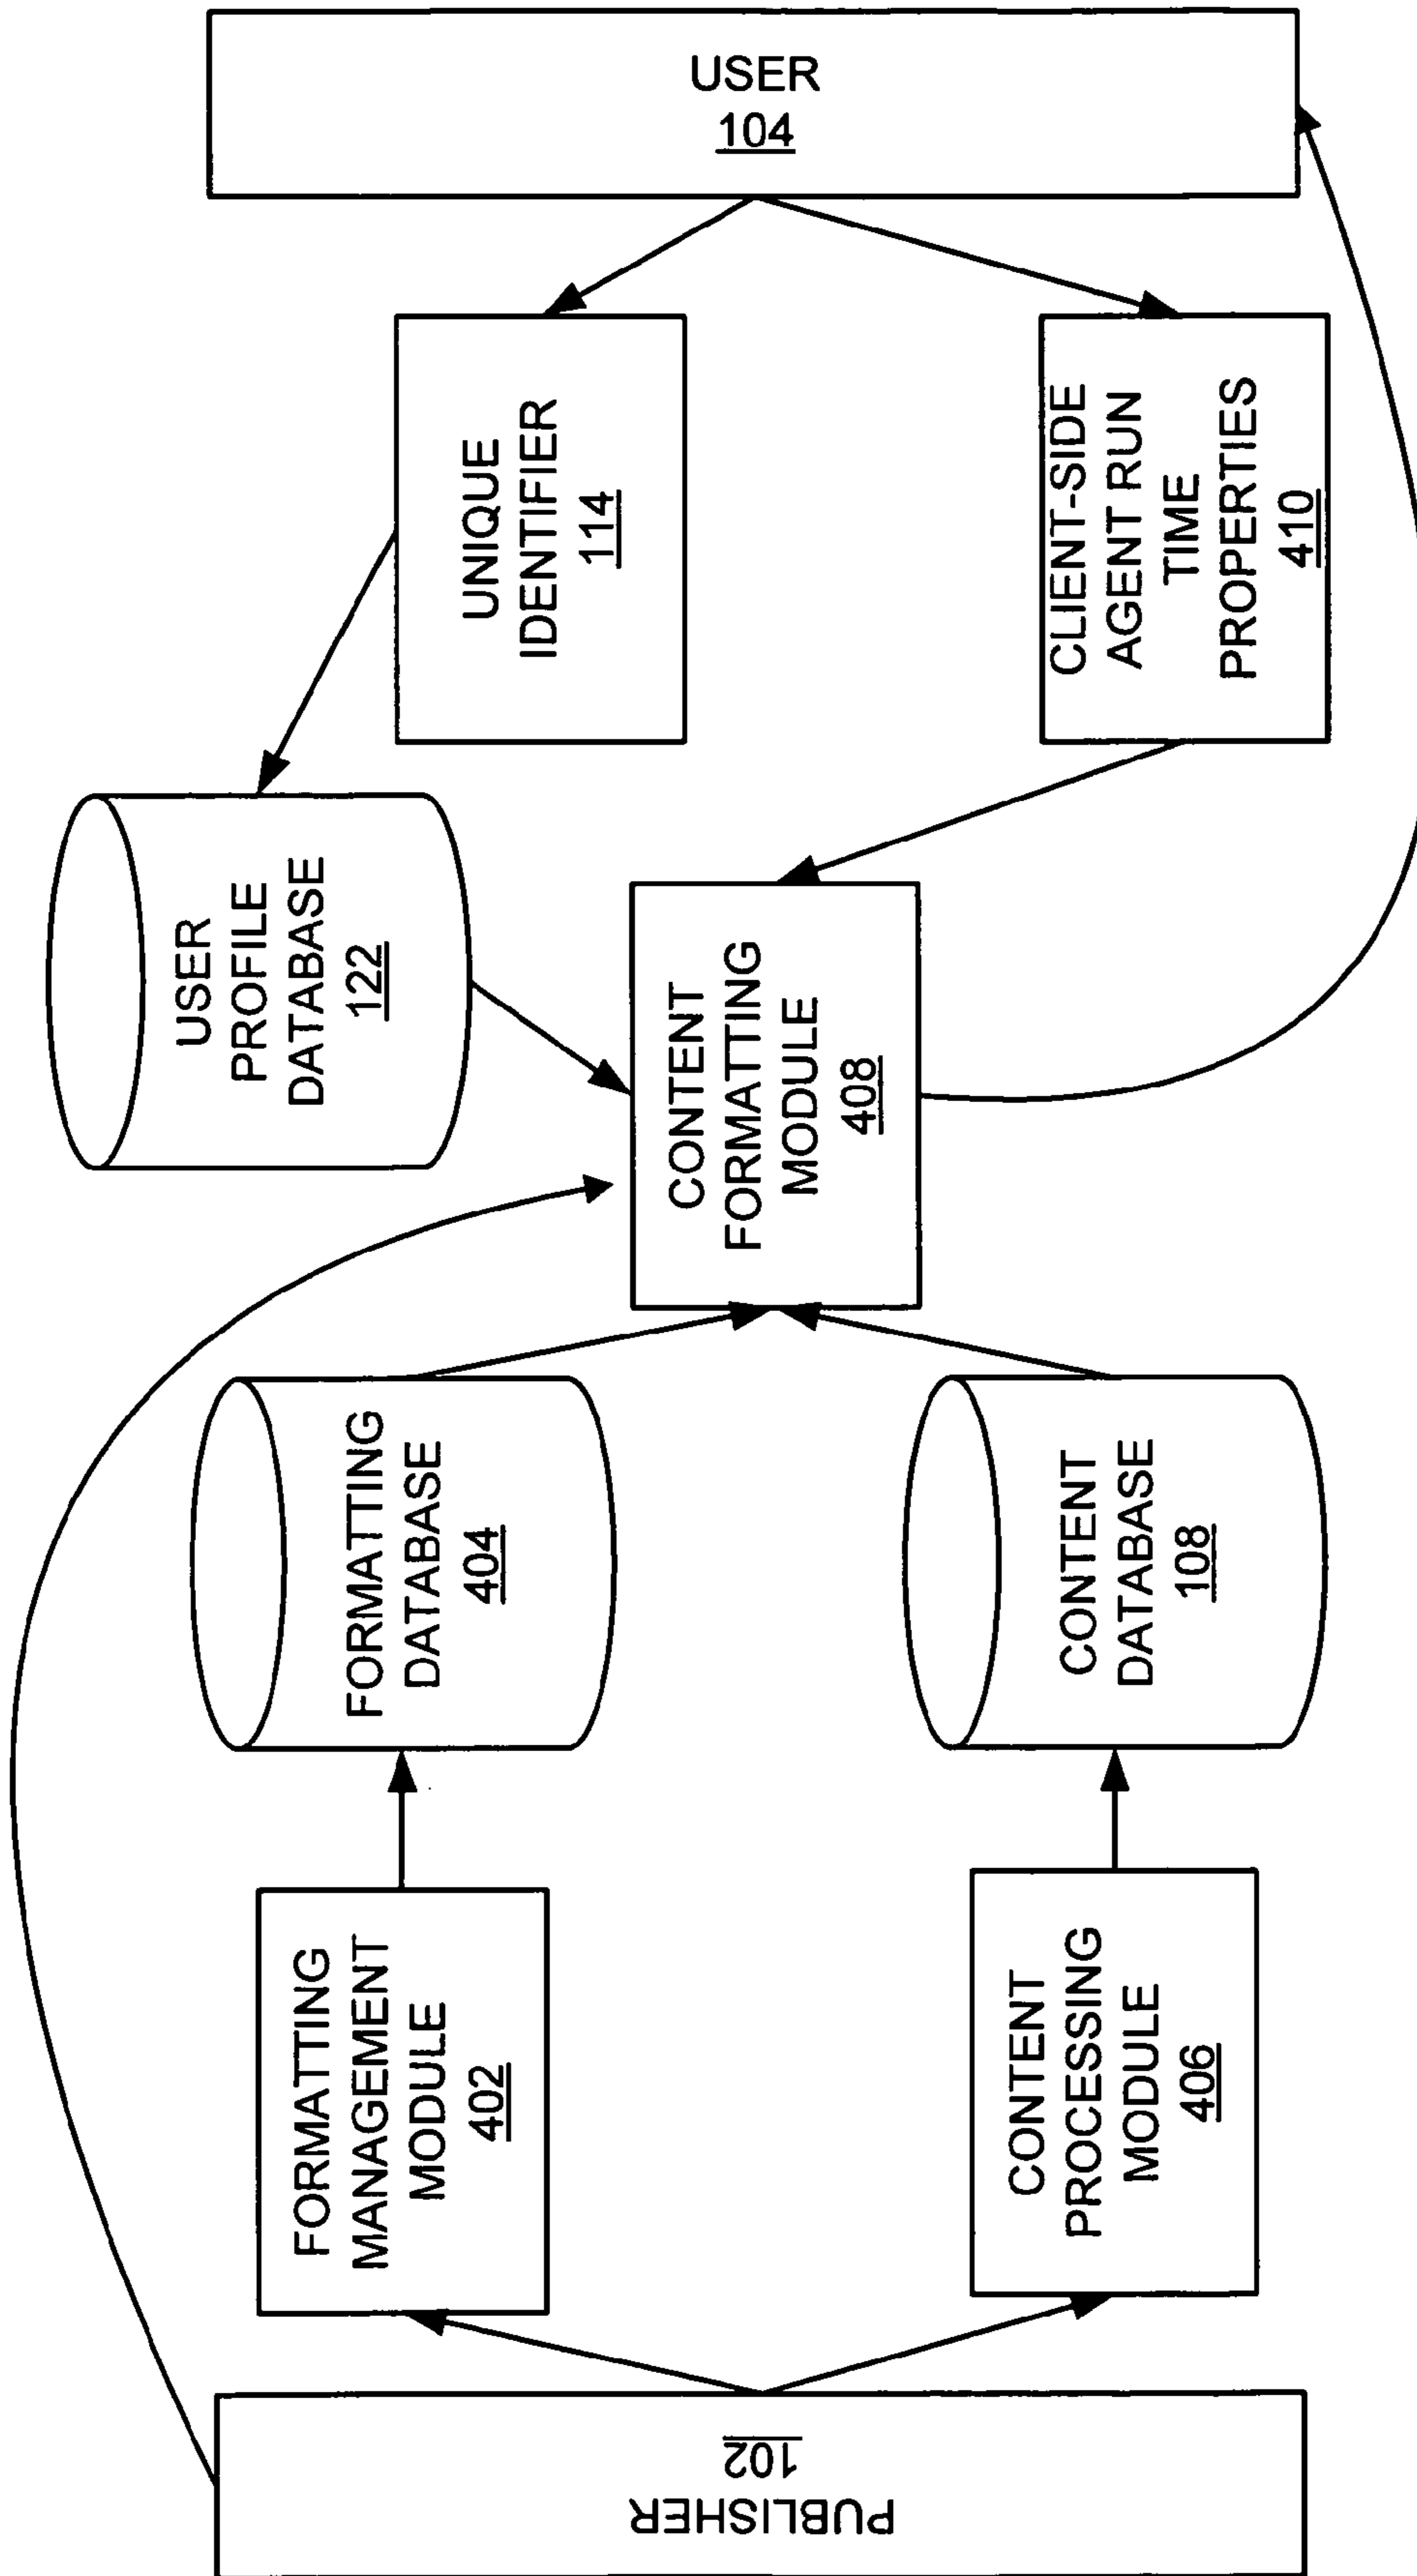 PUBLISHER
102
FORMATTING
MANAGEMENT
MODULE
402
CONTENT
PROCESSING
MODULE
406
FORMATTING
DATABASE
404
CONTENT
DATABASE
108
USER
PROFILE
DATABASE
122
CONTENT
FORMATTING
MODULE
408
UNIQUE
IDENTIFIER
114
CLIENT-SIDE
AGENT RUN
TIME
PROPERTIES
410
USER
104